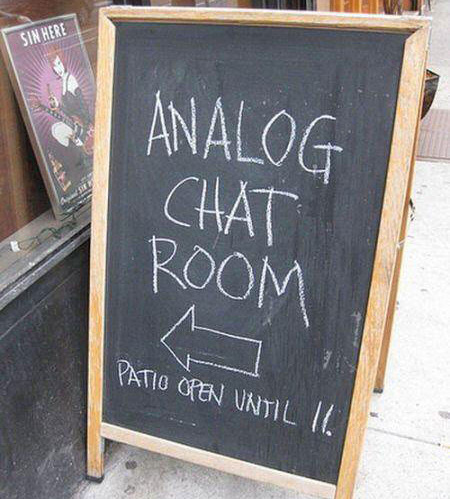 SIN HERE
ANALOG
CHAT
ROOM
PATIO OPEN UNTIL 11.